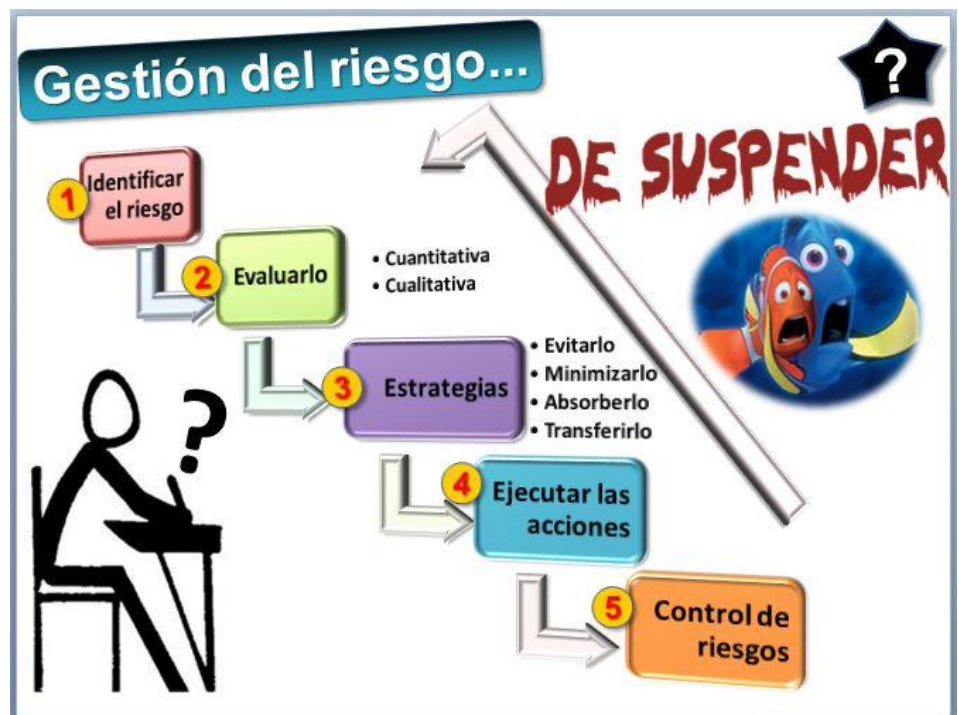 Gestión del riesgo...
?
DE SUSPENDER
1
Identificar
el riesgo
2
Evaluarlo
• Cuantitativa
• Cualitativa
3
Estrategias
• Evitarlo
• Minimizarlo
• Absorberlo
• Transferirlo
?
4
Ejecutar las
acciones
5
Control de
riesgos